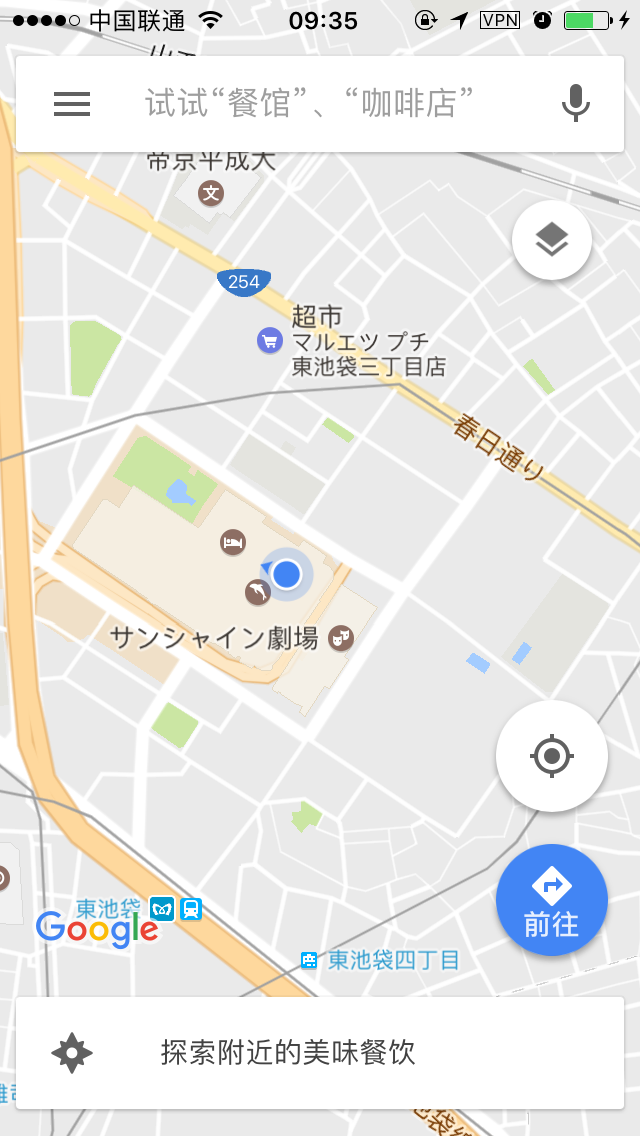 中国联通
09:35
VPN
试试“餐馆”、“咖啡店”
帝京平成大
文
254
超市
マルエツ プチ
東池袋三丁目店
春日通り
サンシャイン劇場
東池袋
Google
前往
東池袋四丁目
探索附近的美味餐饮